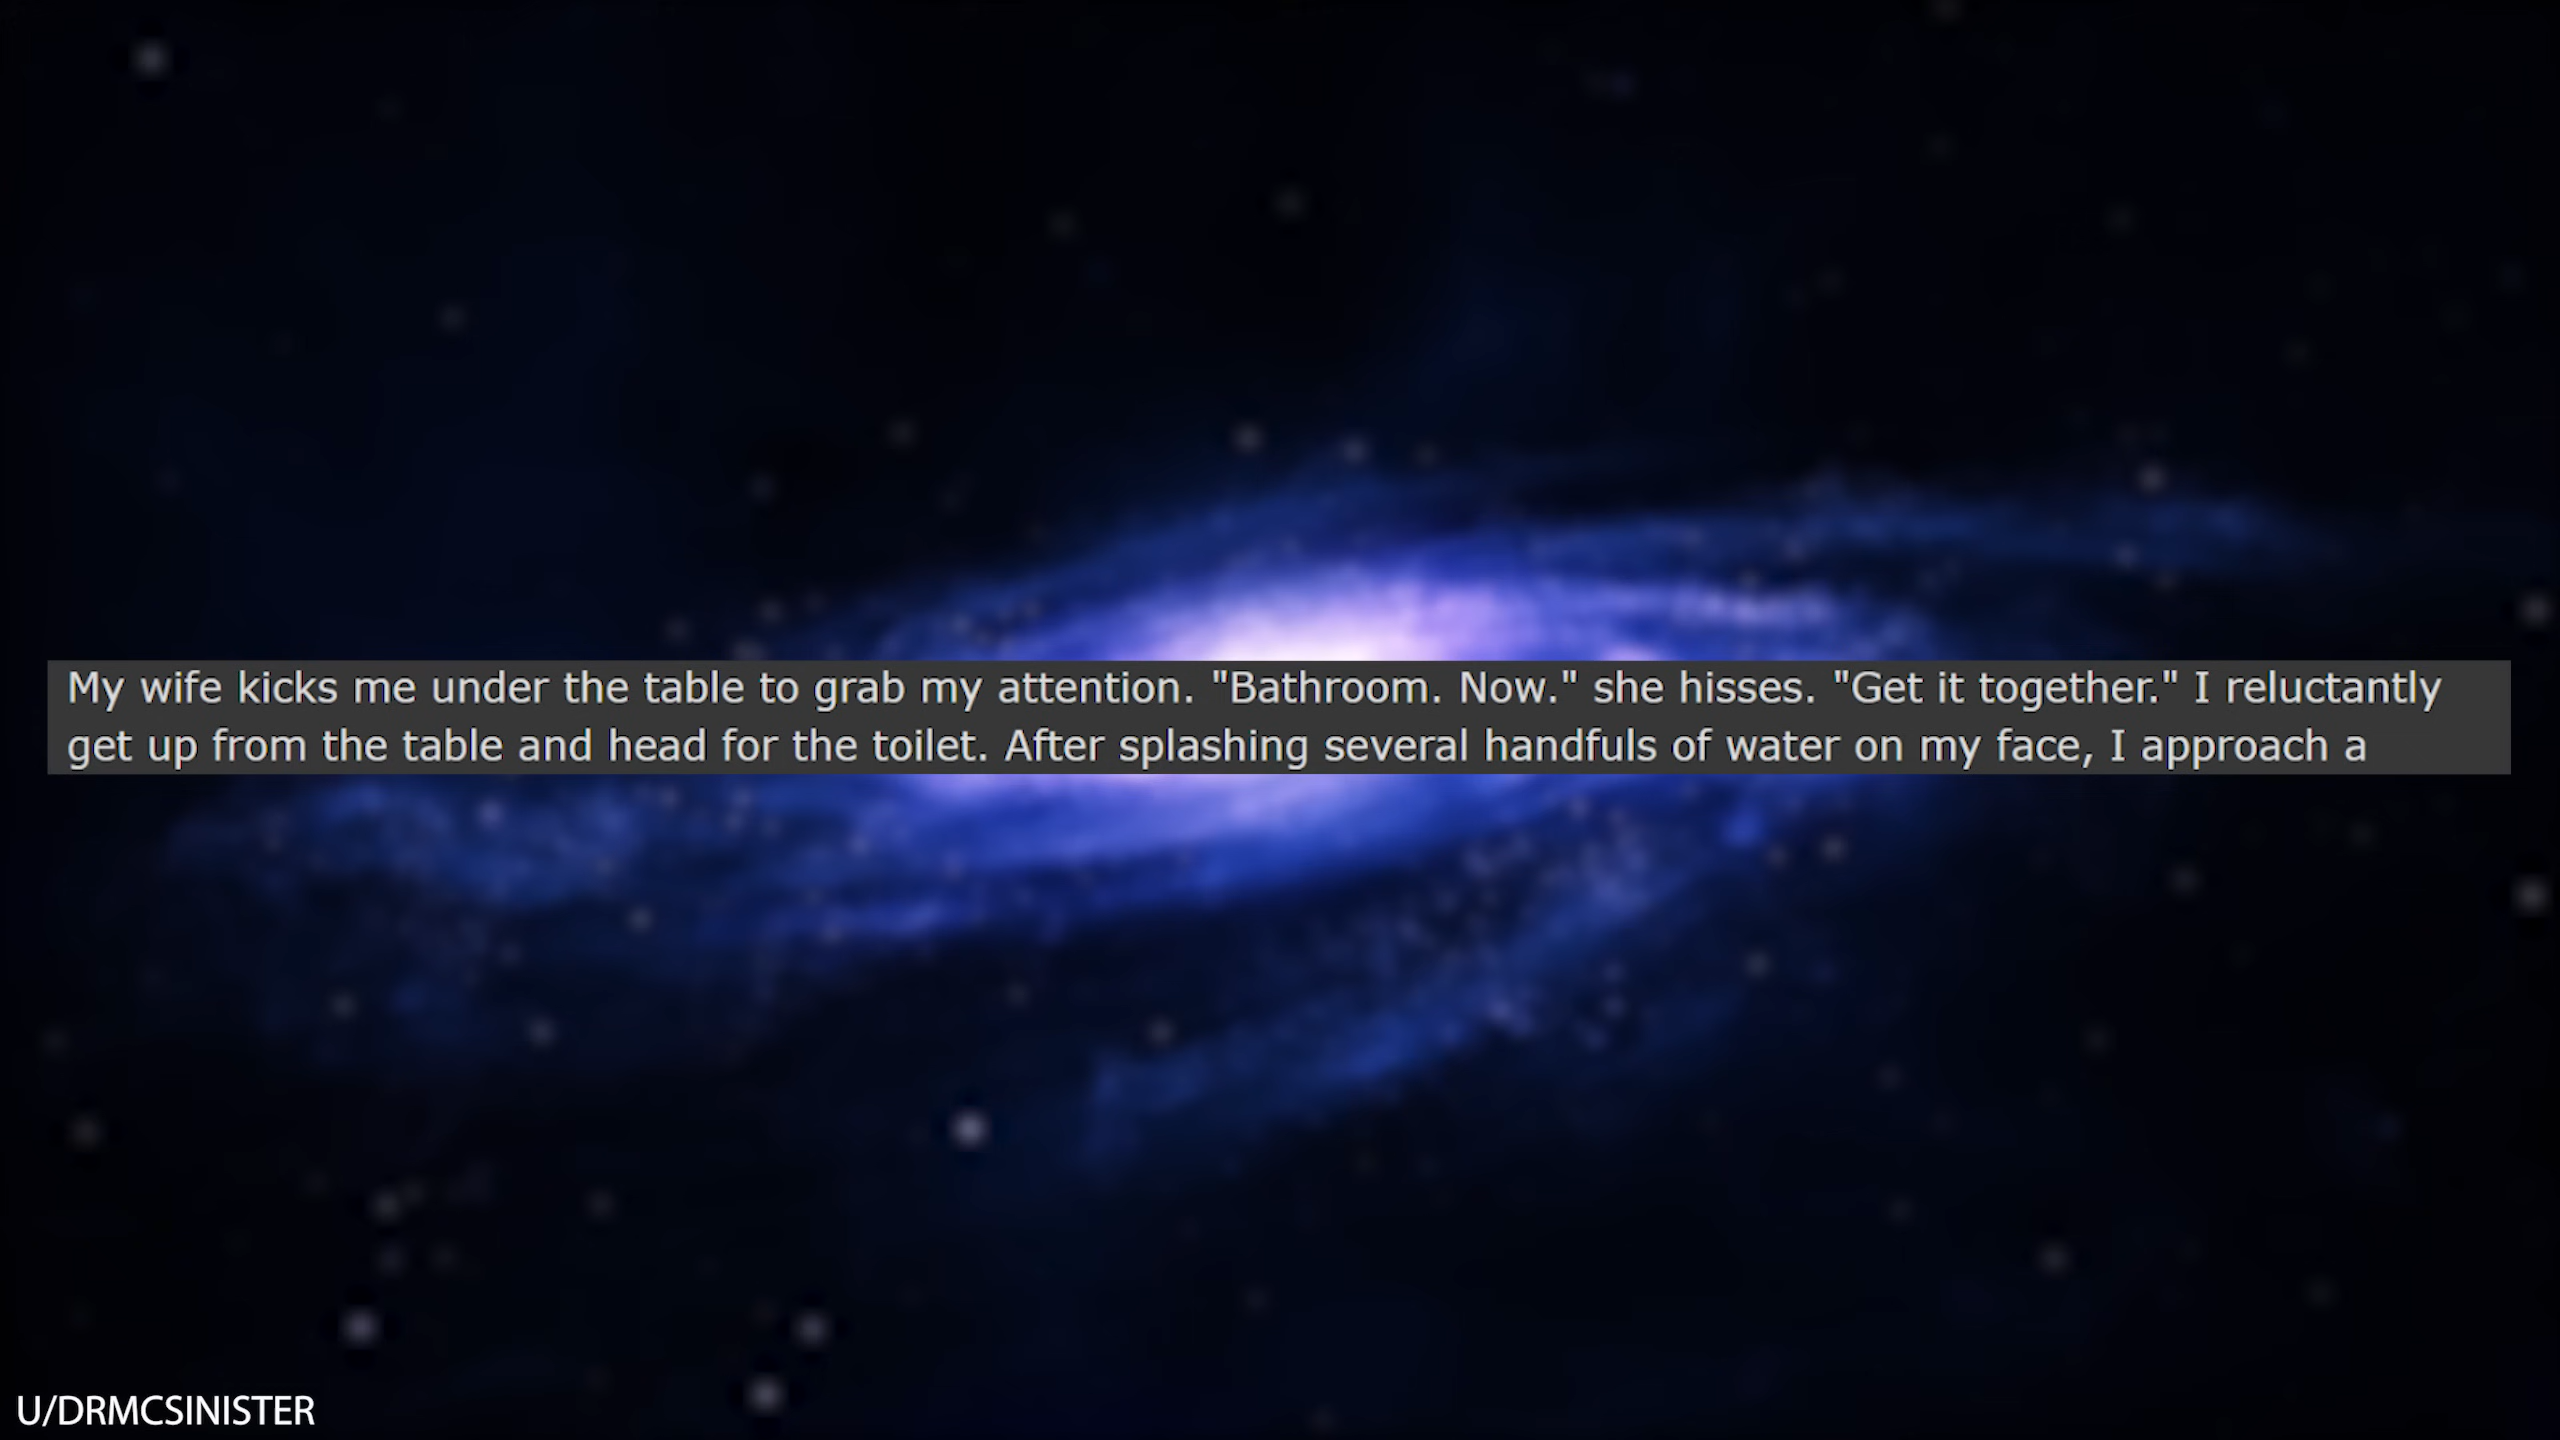 My wife kicks me under the table to grab my attention. "Bathroom. Now." she hisses. "Get it together." I reluctantly
get up from the table and head for the toilet. After splashing several handfuls of water on my face, I approach a
U/DRMCSINISTER